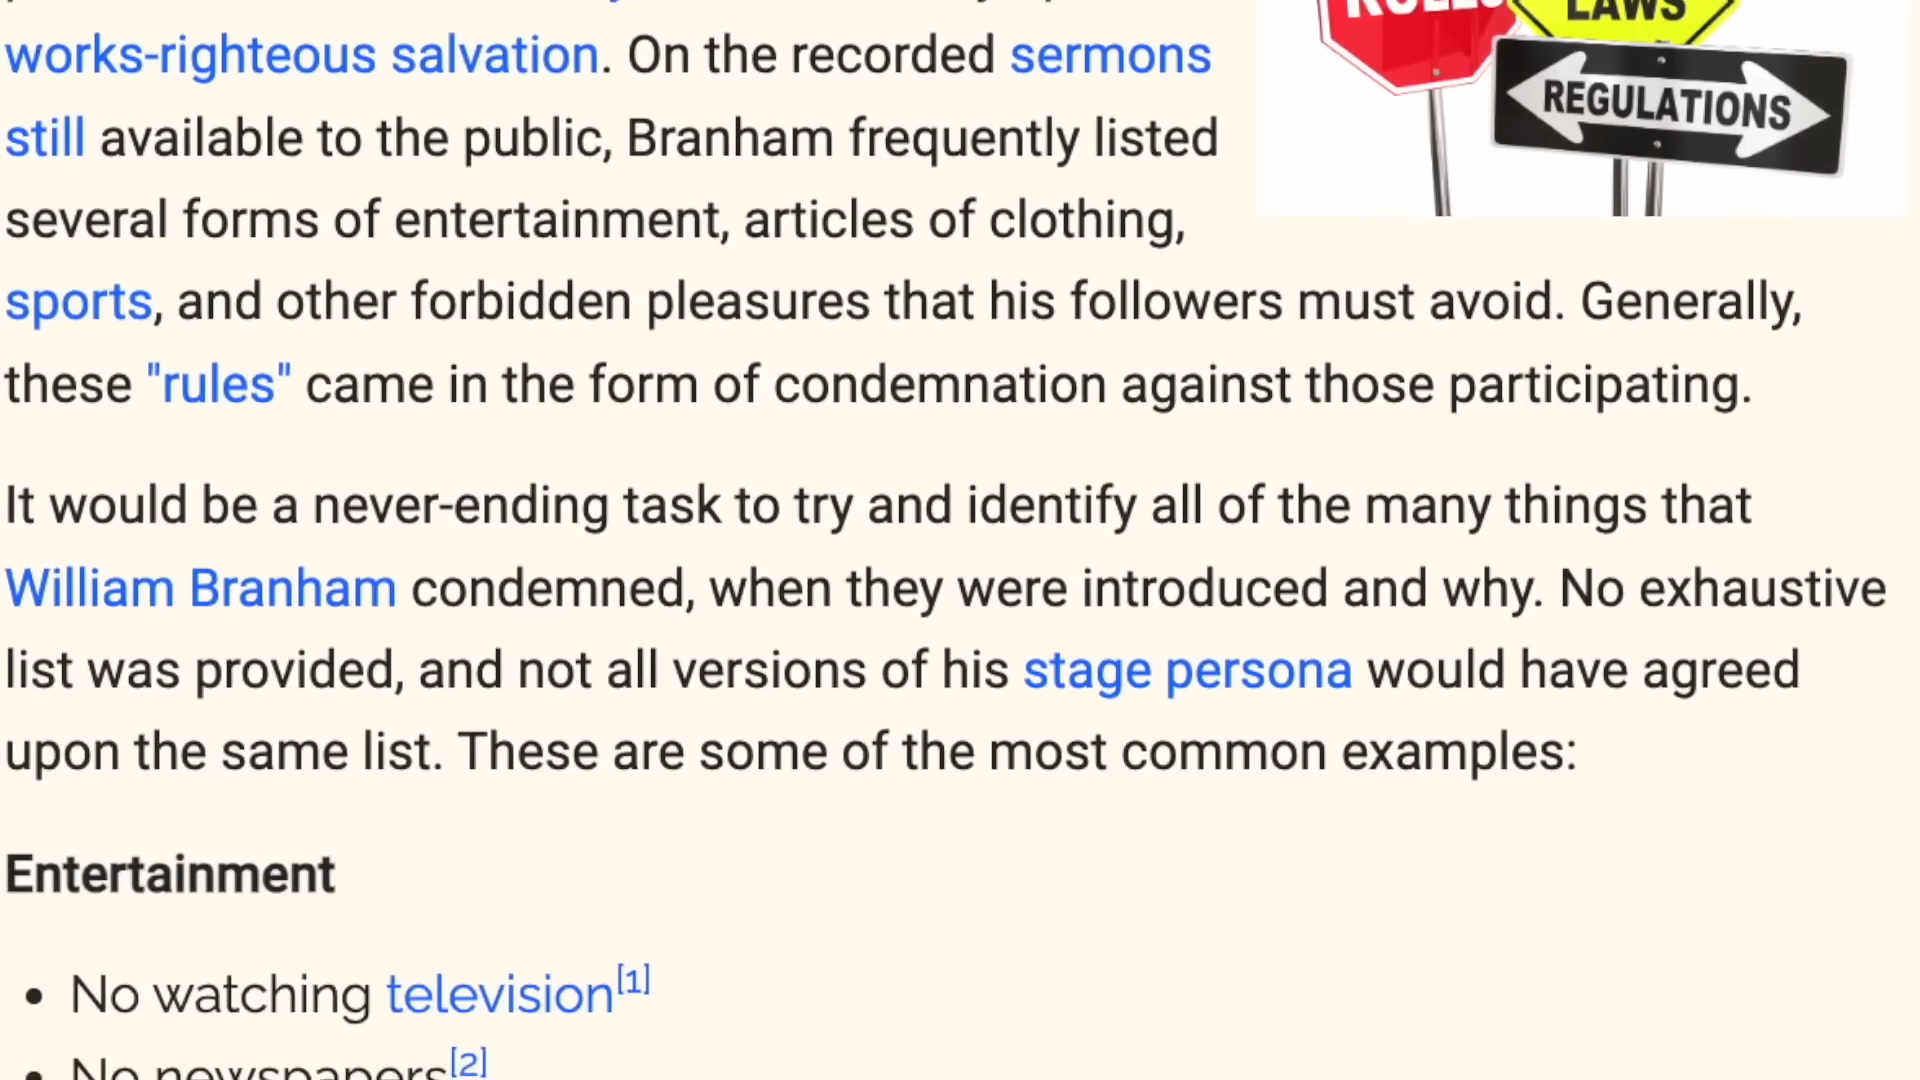 RULES
LAWS
REGULATIONS
works-righteous salvation. On the recorded sermons
still available to the public, Branham frequently listed
several forms of entertainment, articles of clothing,
sports, and other forbidden pleasures that his followers must avoid. Generally,
these "rules" came in the form of condemnation against those participating.
It would be a never-ending task to try and identify all of the many things that
William Branham condemned, when they were introduced and why. No exhaustive
list was provided, and not all versions of his stage persona would have agreed
upon the same list. These are some of the most common examples:
Entertainment
• No watching television[1]
• No newspapers[2]